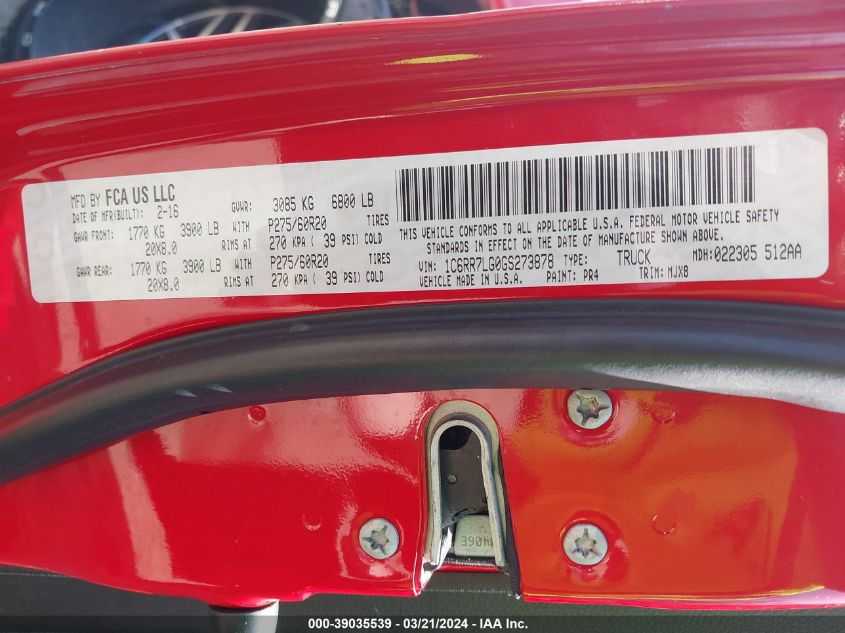 MFD BY FCA US LLC
DATE OF MFR(BUILT): 2-16
GVWR: 3085 KG 6800 LB
GAWR FRONT: 1770 KG 3900 LB WITH P275/60R20 TIRES
20X8.0 RIMS AT 270 KPA ( 39 PSI) COLD
GAWR REAR: 1770 KG 3900 LB WITH P275/60R20 TIRES
20X8.0 RIMS AT 270 KPA ( 39 PSI) COLD
THIS VEHICLE CONFORMS TO ALL APPLICABLE U.S.A. FEDERAL MOTOR VEHICLE SAFETY
STANDARDS IN EFFECT ON THE DATE OF MANUFACTURE SHOWN ABOVE.
VIN: 1C6RR7LG0GS273878 TYPE: TRUCK MDH: 022305 512AA
VEHICLE MADE IN U.S.A. PAINT: PR4 TRIM: MJX8
000-39035539 - 03/21/2024 - IAA Inc.